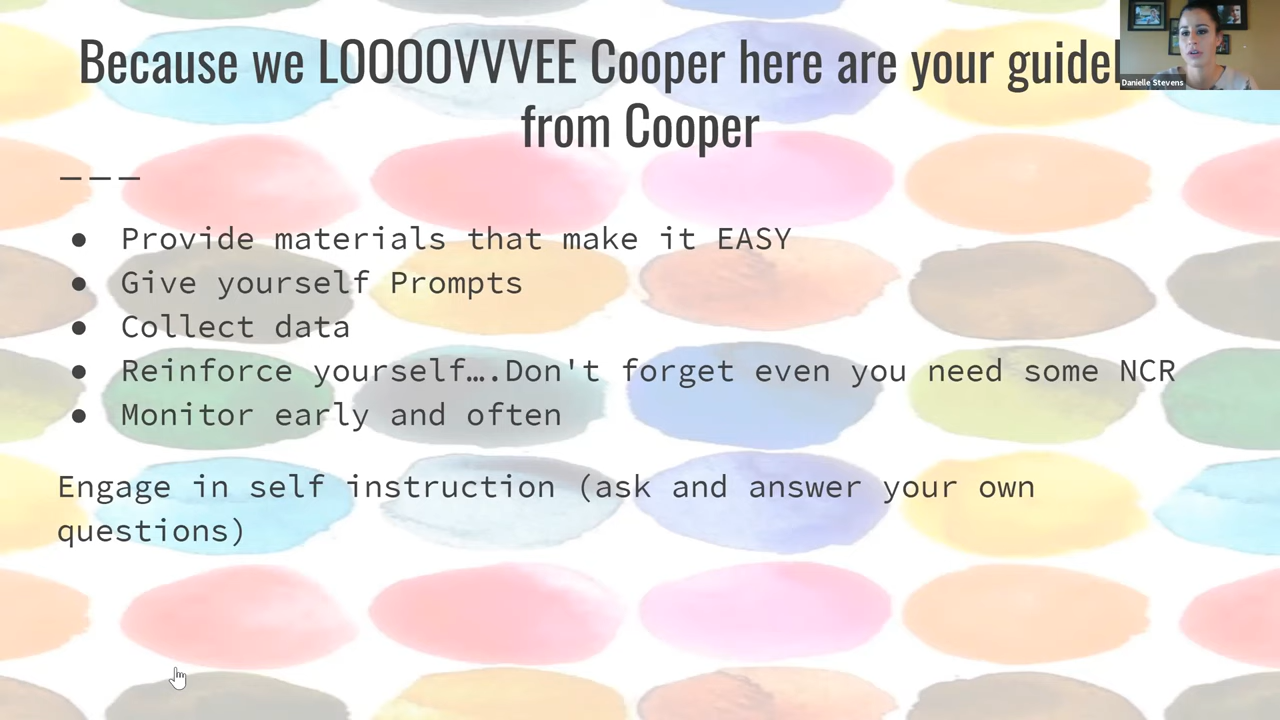 Because we LOOOOVVVEE Cooper here are your
from Cooper
Danielle Stevens
● Provide materials that make it EASY
● Give yourself Prompts
● Collect data
● Reinforce yourself….Don't forget even you need some NCR
● Monitor early and often
Engage in self instruction (ask and answer your own
questions)